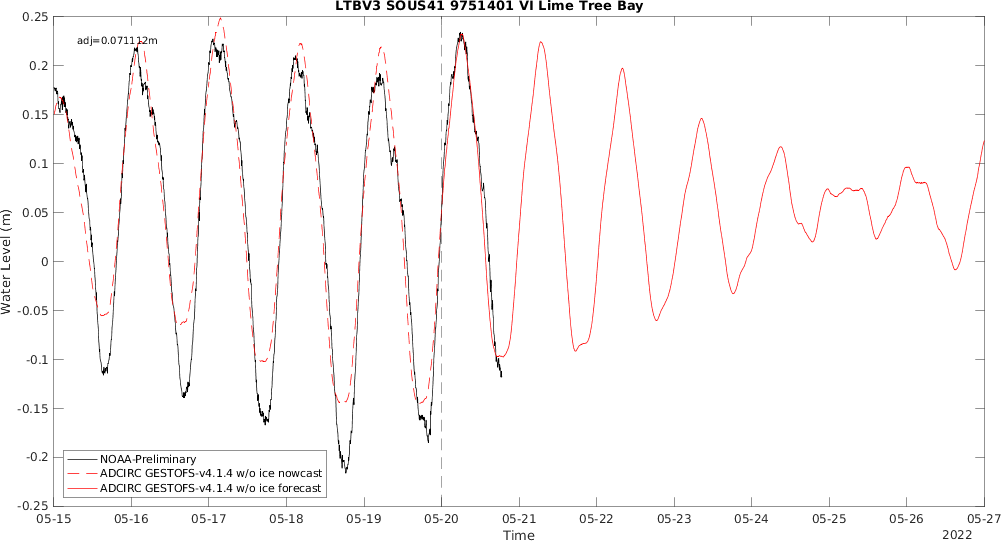 LTBV3 SOUS41 9751401 VI Lime Tree Bay
adj=0.071112m
0.25
0.2
0.15
0.1
0.05
0
-0.05
-0.1
-0.15
-0.2
-0.25
Water Level (m)
NOAA-Preliminary
ADCIRC GESTOFS-v4.1.4 w/o ice nowcast
ADCIRC GESTOFS-v4.1.4 w/o ice forecast
05-15 05-16 05-17 05-18 05-19 05-20 05-21 05-22 05-23 05-24 05-25 05-26 05-27
Time
2022